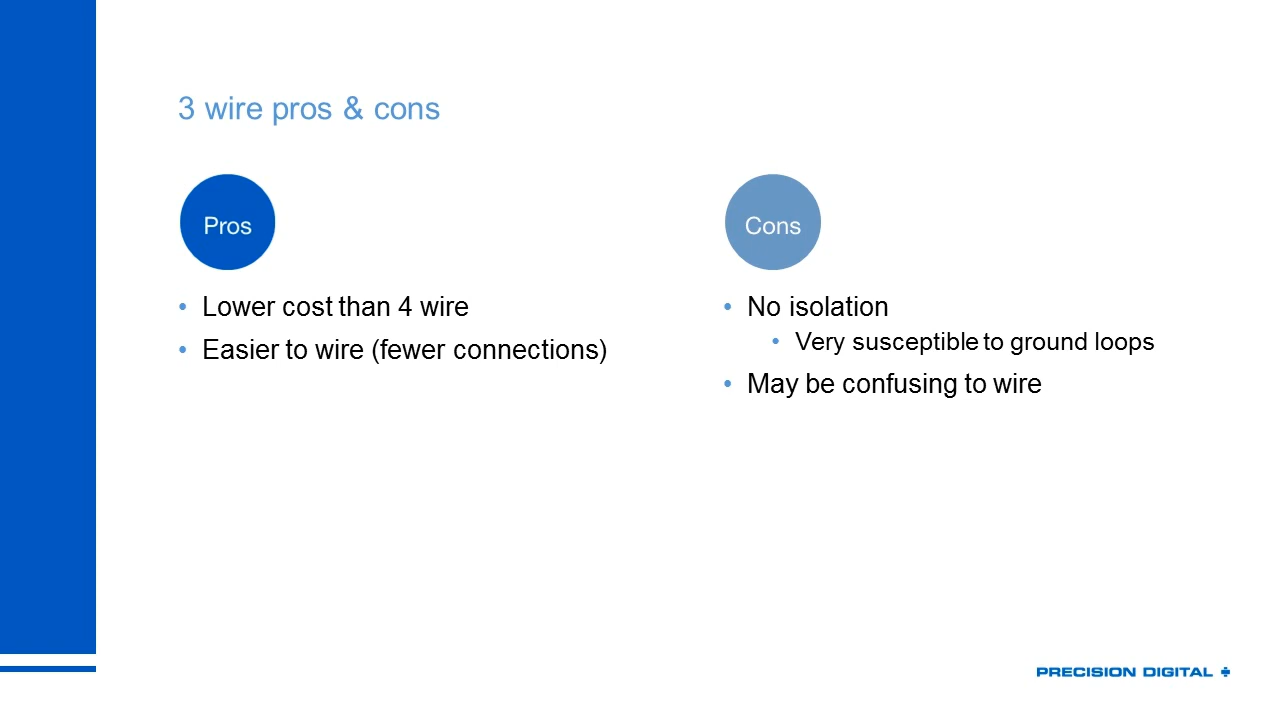 3 wire pros & cons
Pros
• Lower cost than 4 wire
• Easier to wire (fewer connections)
Cons
• No isolation
• Very susceptible to ground loops
• May be confusing to wire
PRECISION DIGITAL